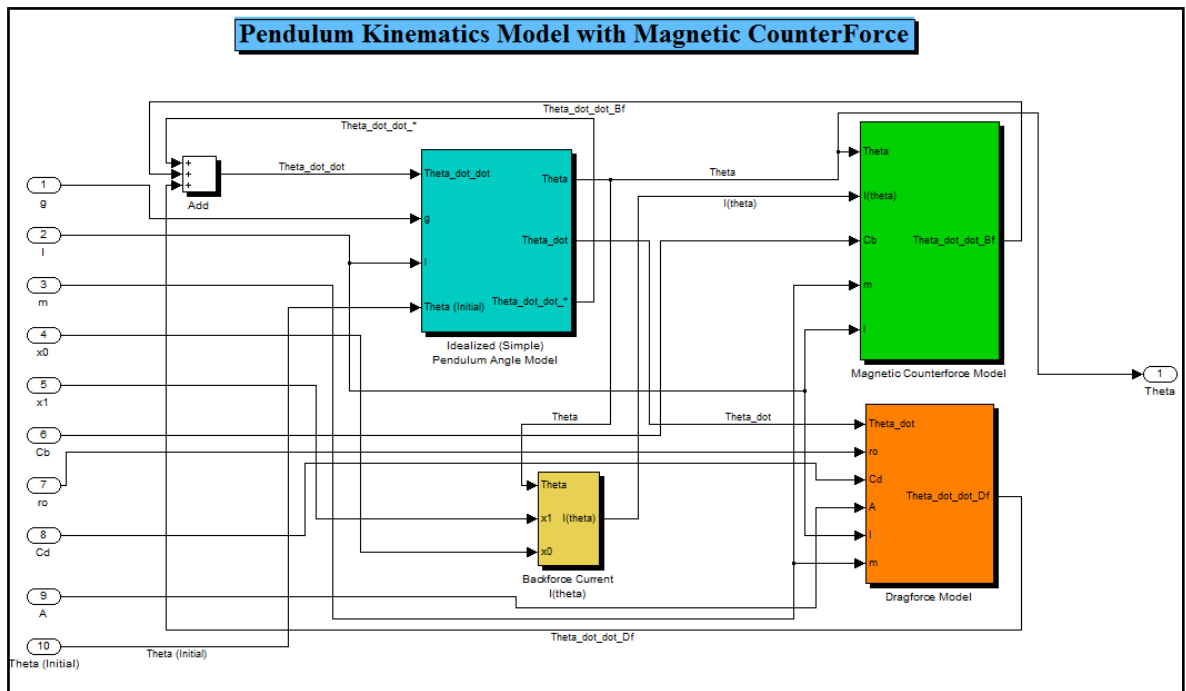 Pendulum Kinematics Model with Magnetic CounterForce
Theta_dot_dot_Bf
Theta_dot_dot_*
+
+
+
Add
Theta_dot_dot
Theta_dot_dot
g
l
Theta (Initial)
Theta
Theta_dot
Theta_dot_dot_*
Idealized (Simple)
Pendulum Angle Model
Theta
I(theta)
Theta
I(theta)
Cb
m
l
Theta_dot_dot_Bf
Magnetic Counterforce Model
1
g
2
l
3
m
4
x0
5
x1
6
Cb
7
ro
8
Cd
9
A
10
Theta (Initial)
Theta (Initial)
Theta
Theta
x1
x0
I(theta)
Backforce Current
I(theta)
Theta_dot
Theta_dot
ro
Cd
A
l
m
Theta_dot_dot_Df
Dragforce Model
Theta_dot_dot_Df
1
Theta